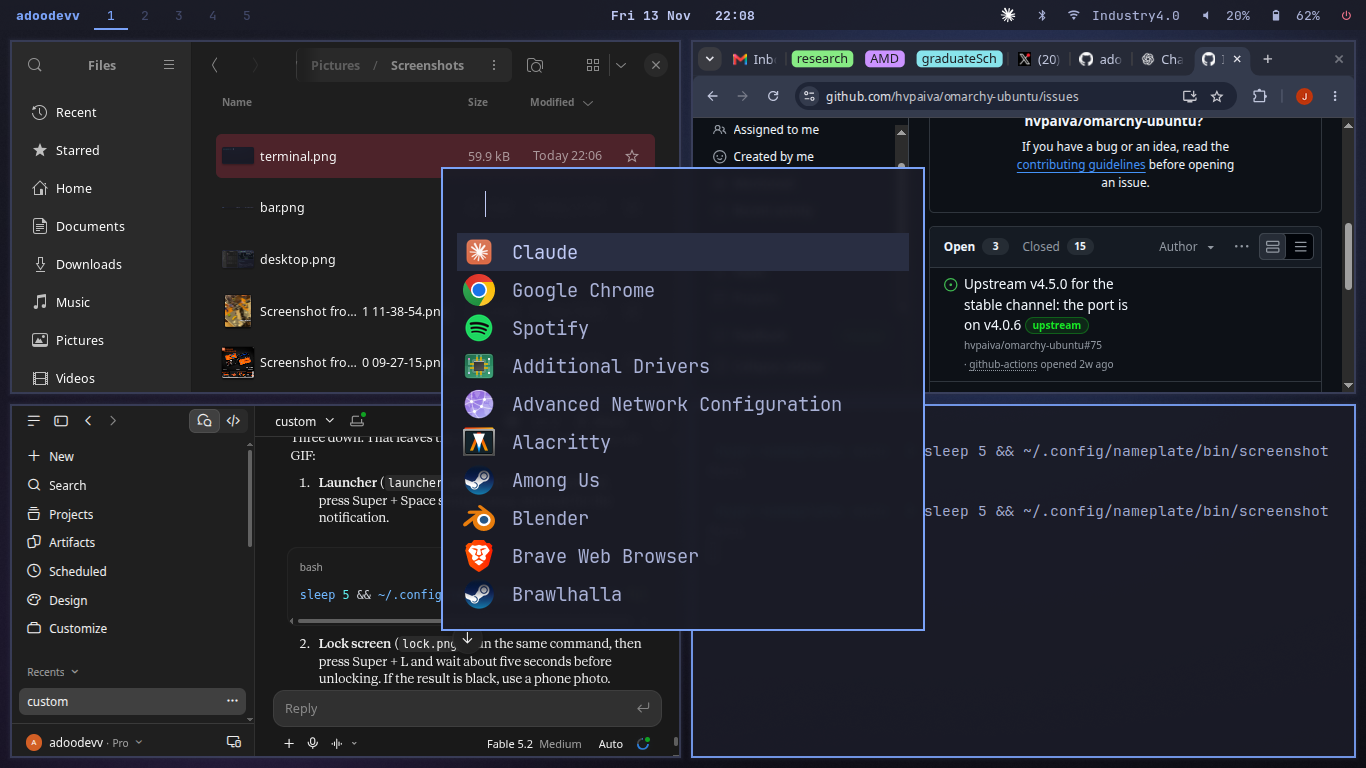 adoodevv
1
2
3
4
5
Fri 13 Nov 22:08
Industry4.0
20%
62%
Files
Recent
Starred
Home
Documents
Downloads
Music
Pictures
Videos
Pictures / Screenshots
Name Size Modified
terminal.png 59.9 kB Today 22:06
bar.png
desktop.png
Screenshot fro… 1 11-38-54.pn
Screenshot fro… 0 09-27-15.pn
Inb
research
AMD
graduateSch
(20)
ado
Cha
github.com/hvpaiva/omarchy-ubuntu/issues
J
Assigned to me
Created by me
hvpaiva/omarchy-ubuntu?
If you have a bug or an idea, read the
contributing guidelines before opening
an issue.
Open 3 Closed 15 Author
Upstream v4.5.0 for the
stable channel: the port is
on v4.0.6 upstream
hvpaiva/omarchy-ubuntu#75
· github-actions opened 2w ago
Claude
Google Chrome
Spotify
Additional Drivers
Advanced Network Configuration
Alacritty
Among Us
Blender
Brave Web Browser
Brawlhalla
New
Search
Projects
Artifacts
Scheduled
Design
Customize
Recents
custom
A adoodevv · Pro
custom
Three down. That leaves
GIF:
1. Launcher (launcher
press Super + Space
notification.
bash
sleep 5 && ~/.config
2. Lock screen (lock.png in the same command, then
press Super + L and wait about five seconds before
unlocking. If the result is black, use a phone photo.
Reply
Fable 5.2 Medium Auto
sleep 5 && ~/.config/nameplate/bin/screenshot
sleep 5 && ~/.config/nameplate/bin/screenshot